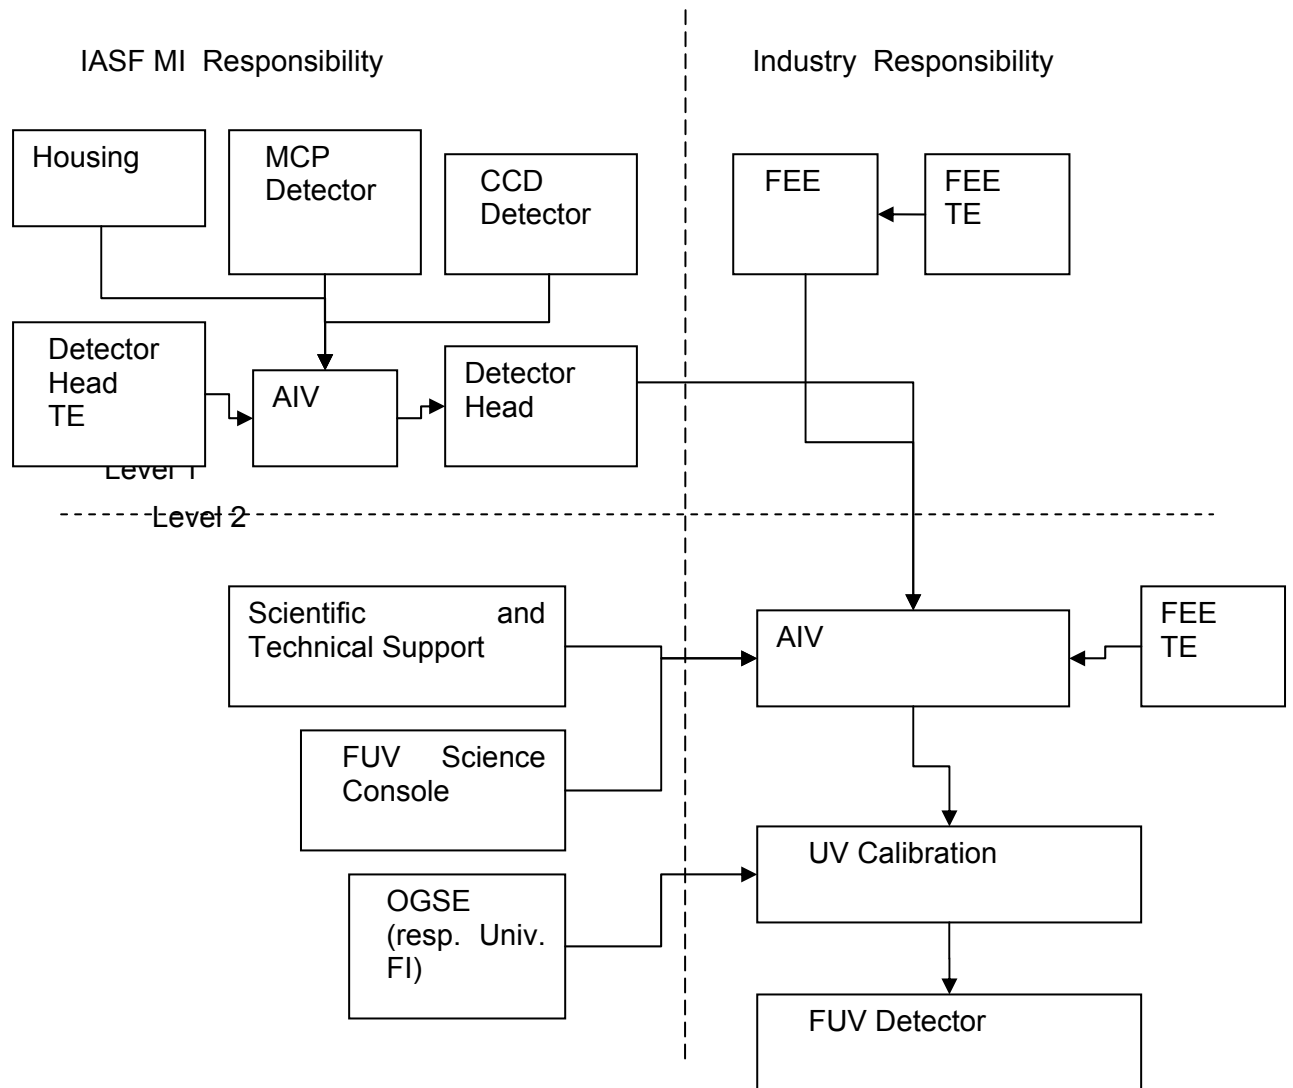 IASF MI Responsibility
Industry Responsibility
Housing
MCP
Detector
CCD
Detector
FEE
FEE
TE
Detector
Head
TE
AIV
Detector
Head
Level 1
Level 2
Scientific and
Technical Support
AIV
FEE
TE
FUV Science
Console
UV Calibration
OGSE
(resp. Univ.
FI)
FUV Detector